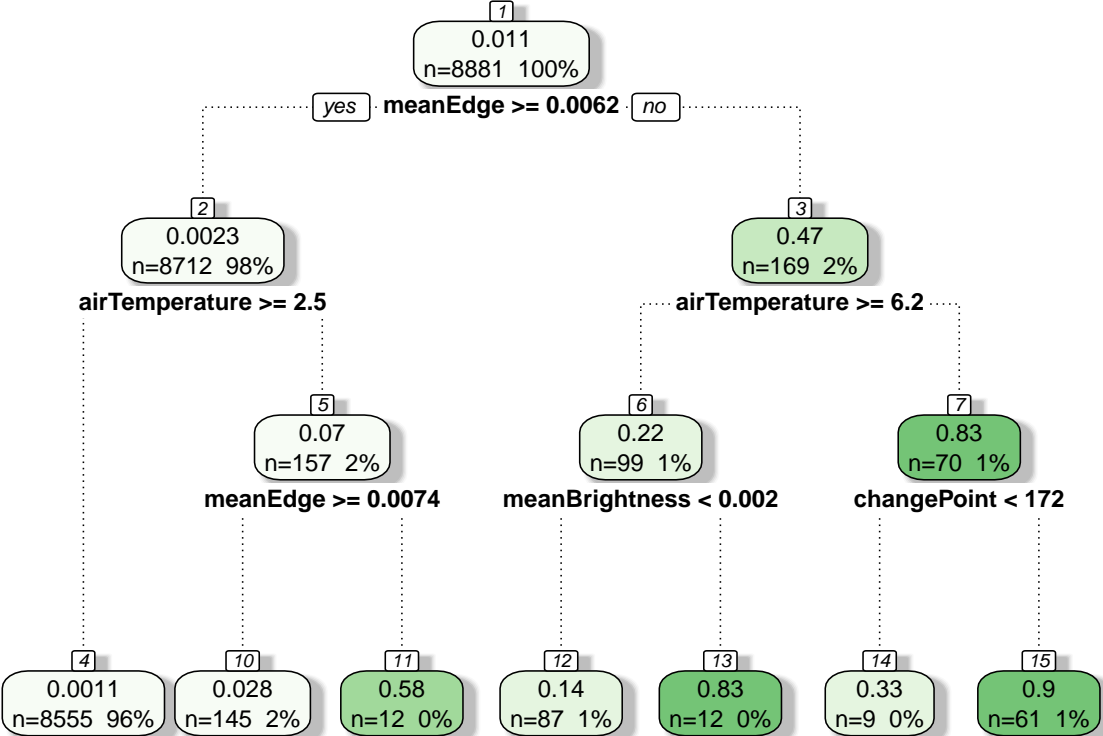 1
0.011
n=8881 100%
yes meanEdge >= 0.0062 no
2
0.0023
n=8712 98%
airTemperature >= 2.5
3
0.47
n=169 2%
airTemperature >= 6.2
5
0.07
n=157 2%
meanEdge >= 0.0074
6
0.22
n=99 1%
meanBrightness < 0.002
7
0.83
n=70 1%
changePoint < 172
4
0.0011
n=8555 96%
10
0.028
n=145 2%
11
0.58
n=12 0%
12
0.14
n=87 1%
13
0.83
n=12 0%
14
0.33
n=9 0%
15
0.9
n=61 1%